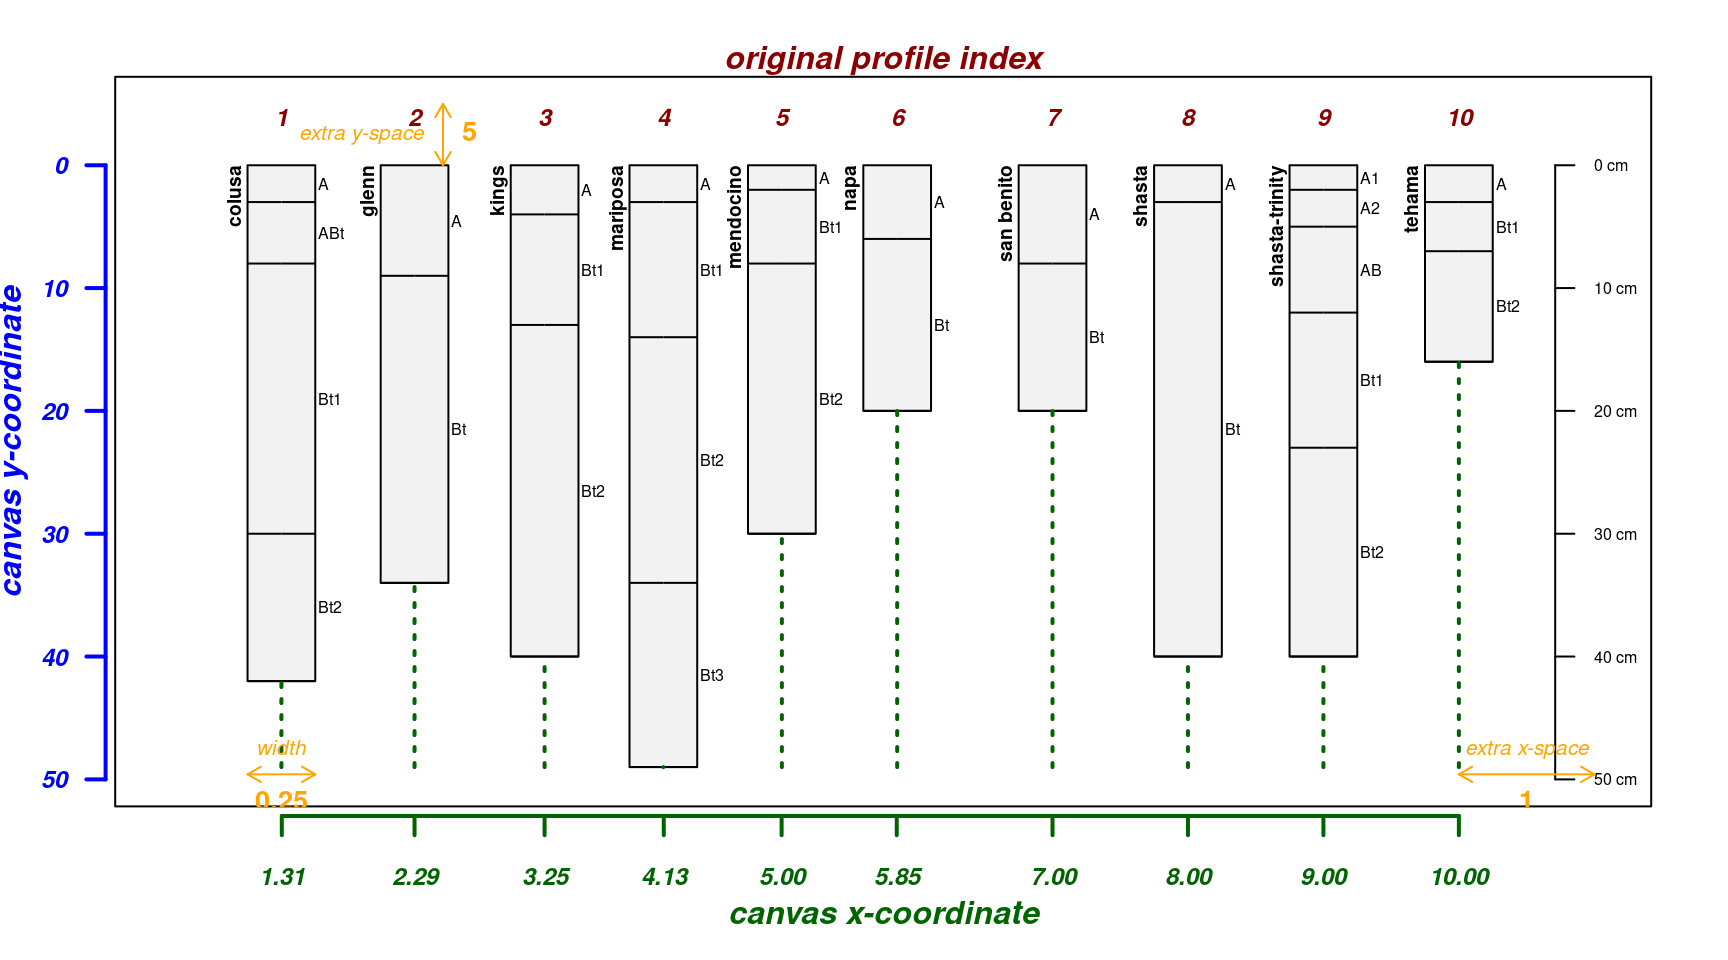 original profile index
1 2 3 4 5 6 7 8 9 10
extra y-space 5
canvas y-coordinate
0
10
20
30
40
50
colusa
A
ABt
Bt1
Bt2
glenn
A
Bt
kings
A
Bt1
Bt2
mariposa
A
Bt1
Bt2
Bt3
mendocino
A
Bt1
Bt2
napa
A
Bt
san benito
A
Bt
shasta
A
Bt
shasta-trinity
A1
A2
AB
Bt1
Bt2
tehama
A
Bt1
Bt2
0 cm
10 cm
20 cm
30 cm
40 cm
50 cm
width
0.25
extra x-space
1
1.31 2.29 3.25 4.13 5.00 5.85 7.00 8.00 9.00 10.00
canvas x-coordinate